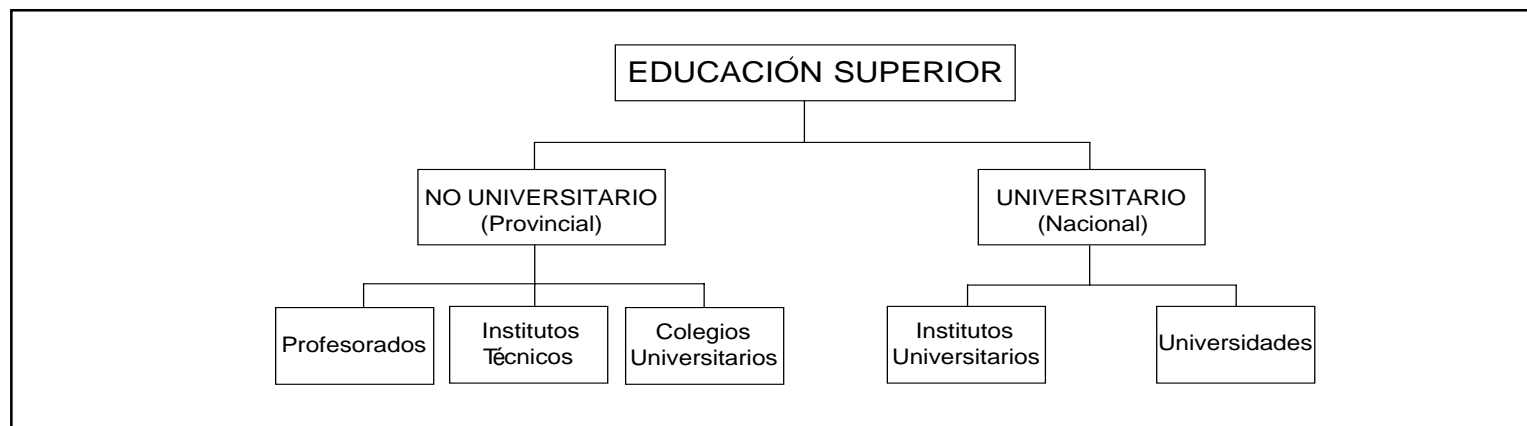 EDUCACIÓN SUPERIOR
NO UNIVERSITARIO
(Provincial)
UNIVERSITARIO
(Nacional)
Profesorados
Institutos
Técnicos
Colegios
Universitarios
Institutos
Universitarios
Universidades